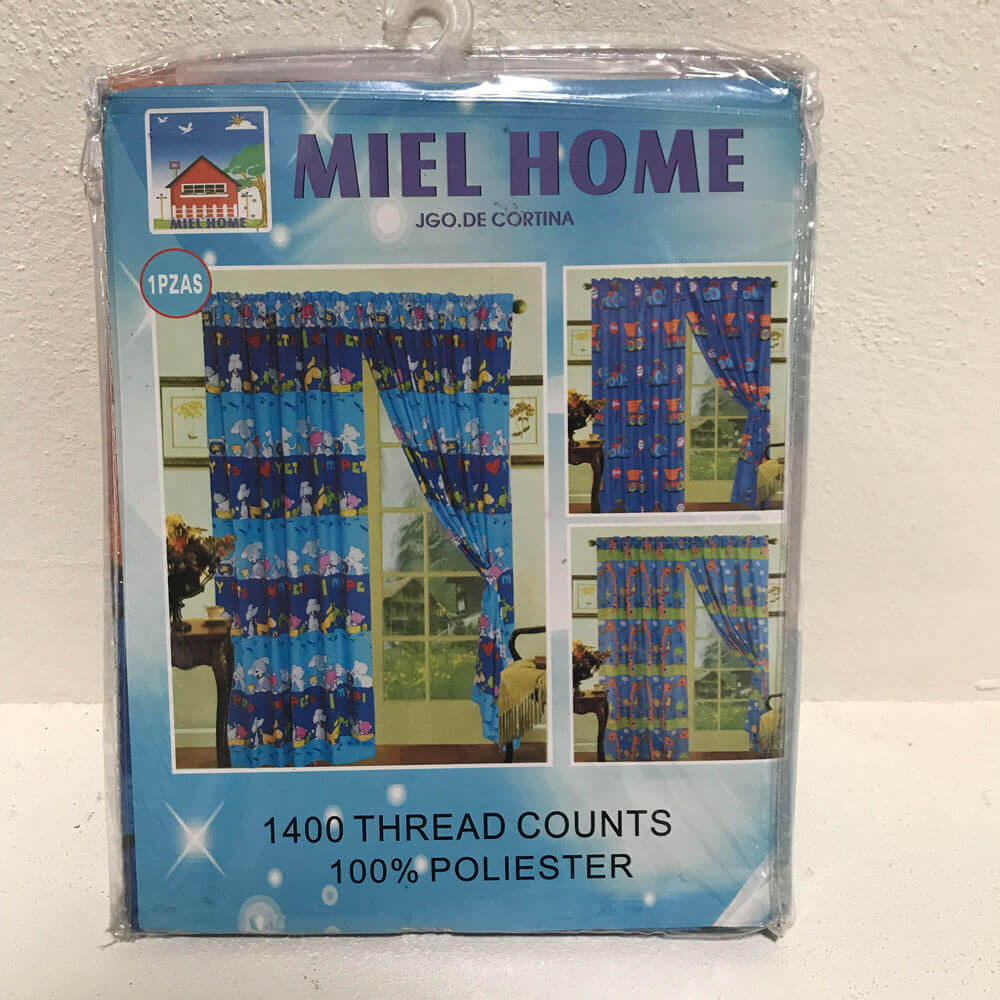 MIEL HOME
MIEL HOME
JGO.DE CORTINA
1PZAS
1400 THREAD COUNTS
100% POLIESTER